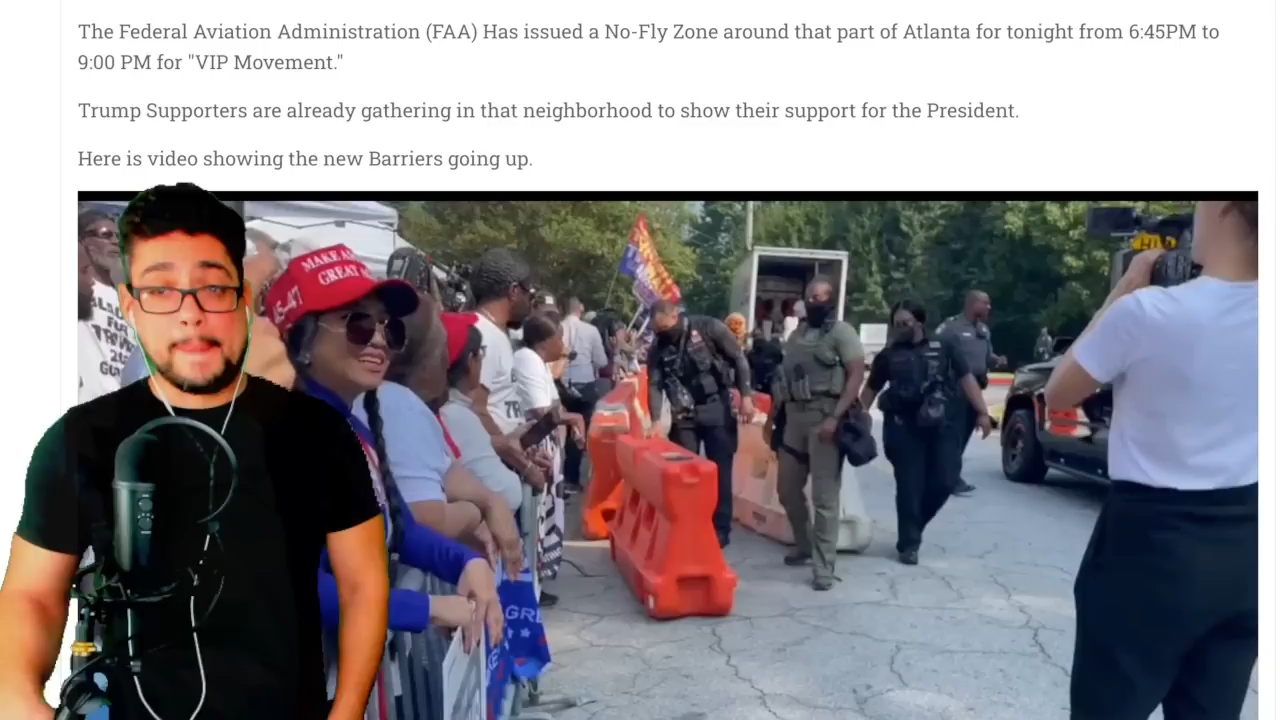 The Federal Aviation Administration (FAA) Has issued a No-Fly Zone around that part of Atlanta for tonight from 6:45PM to
9:00 PM for "VIP Movement."
Trump Supporters are already gathering in that neighborhood to show their support for the President.
Here is video showing the new Barriers going up.
MAKE
GREAT